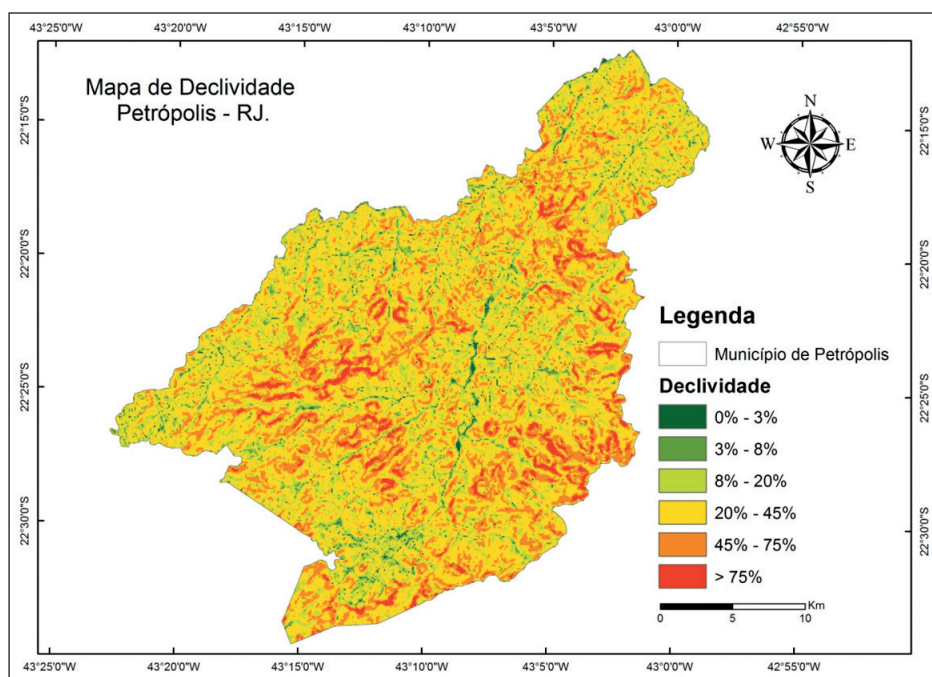 43°25'0"W 43°20'0"W 43°15'0"W 43°10'0"W 43°5'0"W 43°0'0"W 42°55'0"W
Mapa de Declividade
Petrópolis - RJ.
N
W E
S
22°15'0"S 22°15'0"S
22°20'0"S 22°20'0"S
22°25'0"S 22°25'0"S
22°30'0"S 22°30'0"S
Legenda
Município de Petrópolis
Declividade
0% - 3%
3% - 8%
8% - 20%
20% - 45%
45% - 75%
> 75%
Km
0 5 10
43°25'0"W 43°20'0"W 43°15'0"W 43°10'0"W 43°5'0"W 43°0'0"W 42°55'0"W